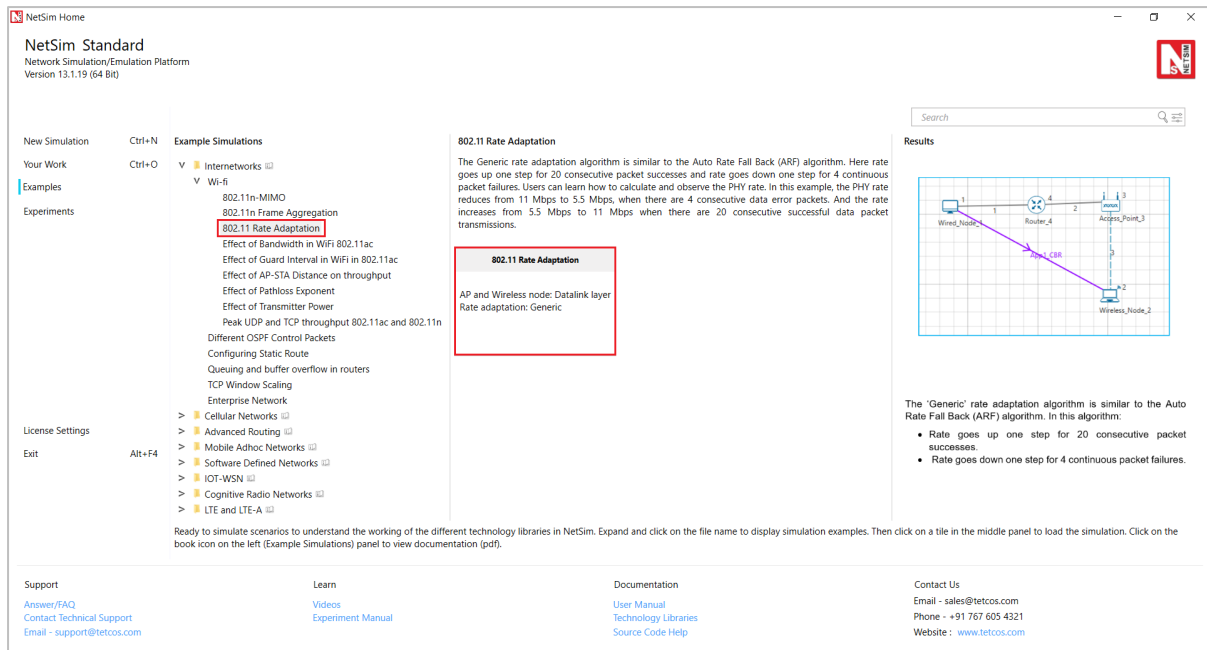 NetSim Home
NetSim Standard
Network Simulation/Emulation Platform
Version 13.1.19 (64 Bit)
NETSIM
Search
New Simulation Ctrl+N
Your Work Ctrl+O
Examples
Experiments
License Settings
Exit Alt+F4
Example Simulations
Internetworks
Wi-fi
802.11n-MIMO
802.11n Frame Aggregation
802.11 Rate Adaptation
Effect of Bandwidth in WiFi 802.11ac
Effect of Guard Interval in WiFi in 802.11ac
Effect of AP-STA Distance on throughput
Effect of Pathloss Exponent
Effect of Transmitter Power
Peak UDP and TCP throughput 802.11ac and 802.11n
Different OSPF Control Packets
Configuring Static Route
Queuing and buffer overflow in routers
TCP Window Scaling
Enterprise Network
> Cellular Networks
> Advanced Routing
> Mobile Adhoc Networks
> Software Defined Networks
> IOT-WSN
> Cognitive Radio Networks
> LTE and LTE-A
802.11 Rate Adaptation
The Generic rate adaptation algorithm is similar to the Auto Rate Fall Back (ARF) algorithm. Here rate
goes up one step for 20 consecutive packet successes and rate goes down one step for 4 continuous
packet failures. Users can learn how to calculate and observe the PHY rate. In this example, the PHY rate
reduces from 11 Mbps to 5.5 Mbps, when there are 4 consecutive data error packets. And the rate
increases from 5.5 Mbps to 11 Mbps when there are 20 consecutive successful data packet
transmissions.
802.11 Rate Adaptation
AP and Wireless node: Datalink layer
Rate adaptation: Generic
Results
1
1
4
2
1
3
Wired_Node_1
Router_4
Access_Point_3
App1_CBR
3
2
Wireless_Node_2
The 'Generic' rate adaptation algorithm is similar to the Auto
Rate Fall Back (ARF) algorithm. In this algorithm:
• Rate goes up one step for 20 consecutive packet
successes.
• Rate goes down one step for 4 continuous packet failures.
Ready to simulate scenarios to understand the working of the different technology libraries in NetSim. Expand and click on the file name to display simulation examples. Then click on a tile in the middle panel to load the simulation. Click on the
book icon on the left (Example Simulations) panel to view documentation (pdf).
Support
Answer/FAQ
Contact Technical Support
Email - support@tetcos.com
Learn
Videos
Experiment Manual
Documentation
User Manual
Technology Libraries
Source Code Help
Contact Us
Email - sales@tetcos.com
Phone - +91 767 605 4321
Website : www.tetcos.com